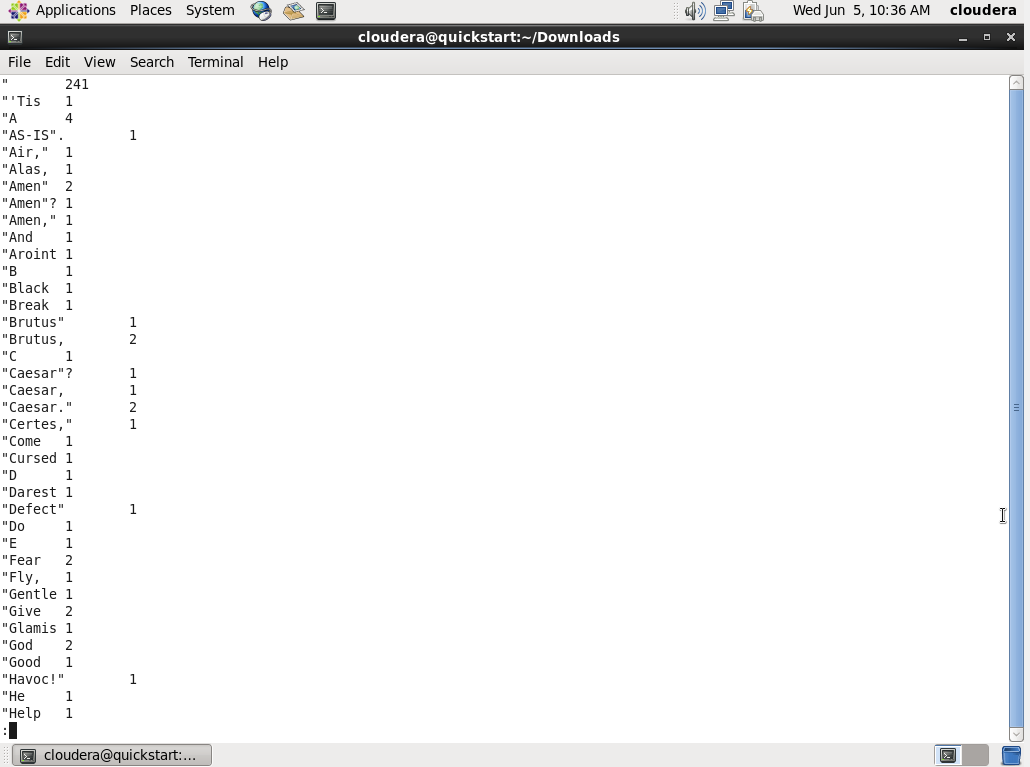 Applications Places System Wed Jun 5, 10:36 AM cloudera
cloudera@quickstart:~/Downloads
File Edit View Search Terminal Help
" 241
"'Tis 1
"A 4
"AS-IS". 1
"Air," 1
"Alas, 1
"Amen" 2
"Amen"? 1
"Amen," 1
"And 1
"Aroint 1
"B 1
"Black 1
"Break 1
"Brutus" 1
"Brutus, 2
"C 1
"Caesar"? 1
"Caesar, 1
"Caesar." 2
"Certes," 1
"Come 1
"Cursed 1
"D 1
"Darest 1
"Defect" 1
"Do 1
"E 1
"Fear 2
"Fly, 1
"Gentle 1
"Give 2
"Glamis 1
"God 2
"Good 1
"Havoc!" 1
"He 1
"Help 1
:
cloudera@quickstart:...